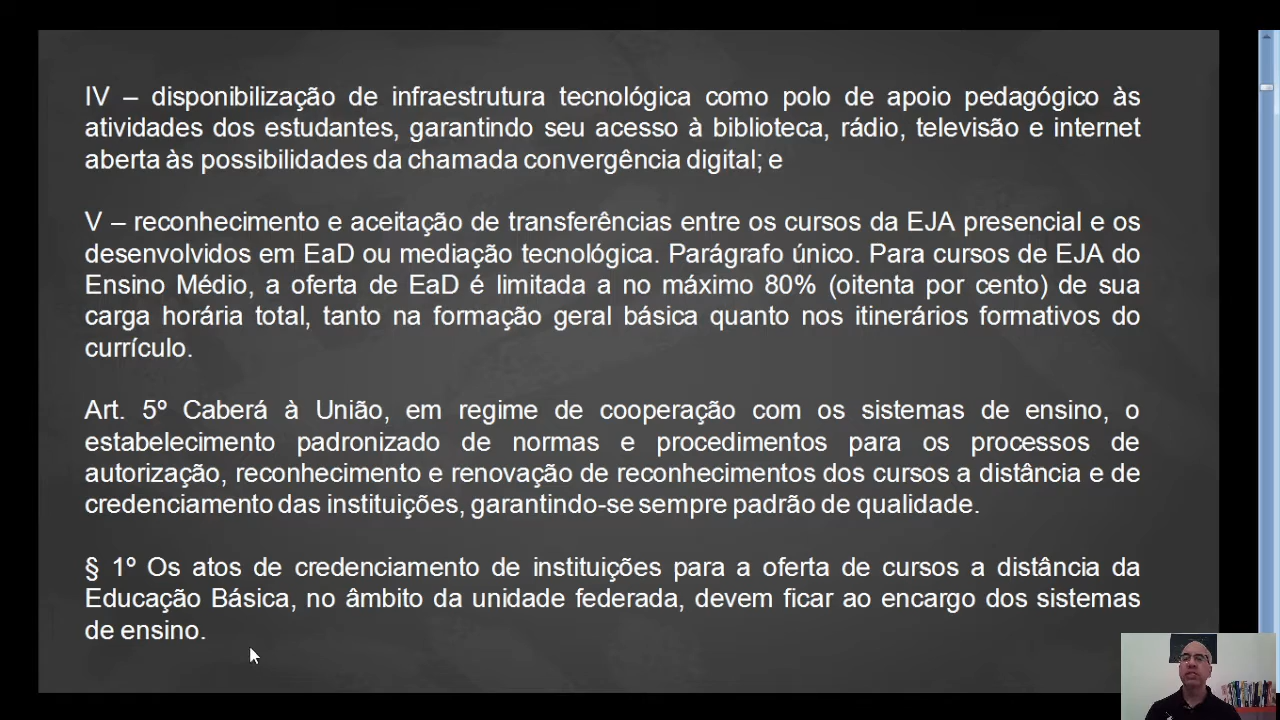 IV – disponibilização de infraestrutura tecnológica como polo de apoio pedagógico às
atividades dos estudantes, garantindo seu acesso à biblioteca, rádio, televisão e internet
aberta às possibilidades da chamada convergência digital; e
V – reconhecimento e aceitação de transferências entre os cursos da EJA presencial e os
desenvolvidos em EaD ou mediação tecnológica. Parágrafo único. Para cursos de EJA do
Ensino Médio, a oferta de EaD é limitada a no máximo 80% (oitenta por cento) de sua
carga horária total, tanto na formação geral básica quanto nos itinerários formativos do
currículo.
Art. 5º Caberá à União, em regime de cooperação com os sistemas de ensino, o
estabelecimento padronizado de normas e procedimentos para os processos de
autorização, reconhecimento e renovação de reconhecimentos dos cursos a distância e de
credenciamento das instituições, garantindo-se sempre padrão de qualidade.
§ 1º Os atos de credenciamento de instituições para a oferta de cursos a distância da
Educação Básica, no âmbito da unidade federada, devem ficar ao encargo dos sistemas
de ensino.